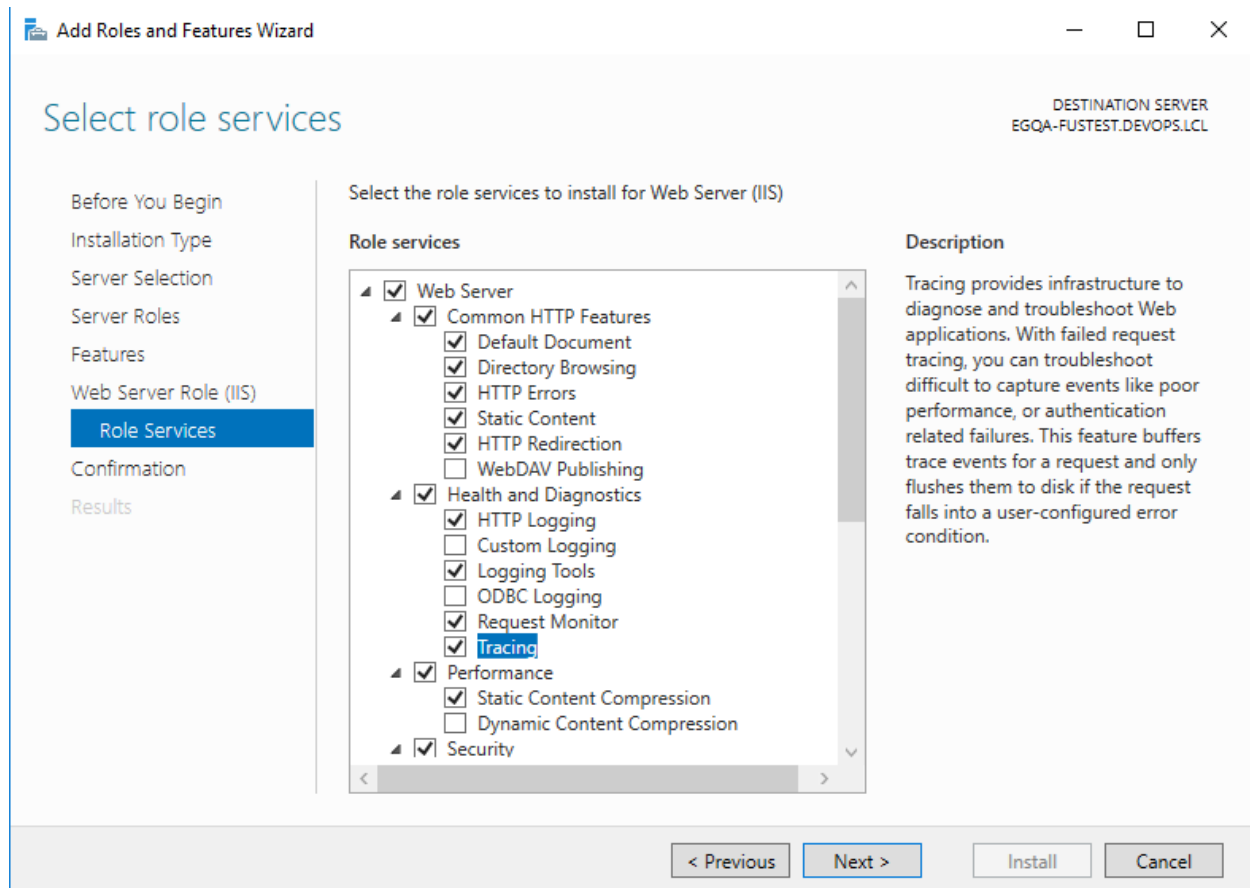 Add Roles and Features Wizard
Select role services
DESTINATION SERVER
EGQA-FUSTEST.DEVOPS.LCL
Before You Begin
Installation Type
Server Selection
Server Roles
Features
Web Server Role (IIS)
Role Services
Confirmation
Results
Select the role services to install for Web Server (IIS)
Role services
Web Server
Common HTTP Features
Default Document
Directory Browsing
HTTP Errors
Static Content
HTTP Redirection
WebDAV Publishing
Health and Diagnostics
HTTP Logging
Custom Logging
Logging Tools
ODBC Logging
Request Monitor
Tracing
Performance
Static Content Compression
Dynamic Content Compression
Security
Description
Tracing provides infrastructure to
diagnose and troubleshoot Web
applications. With failed request
tracing, you can troubleshoot
difficult to capture events like poor
performance, or authentication
related failures. This feature buffers
trace events for a request and only
flushes them to disk if the request
falls into a user-configured error
condition.
< Previous
Next >
Install
Cancel